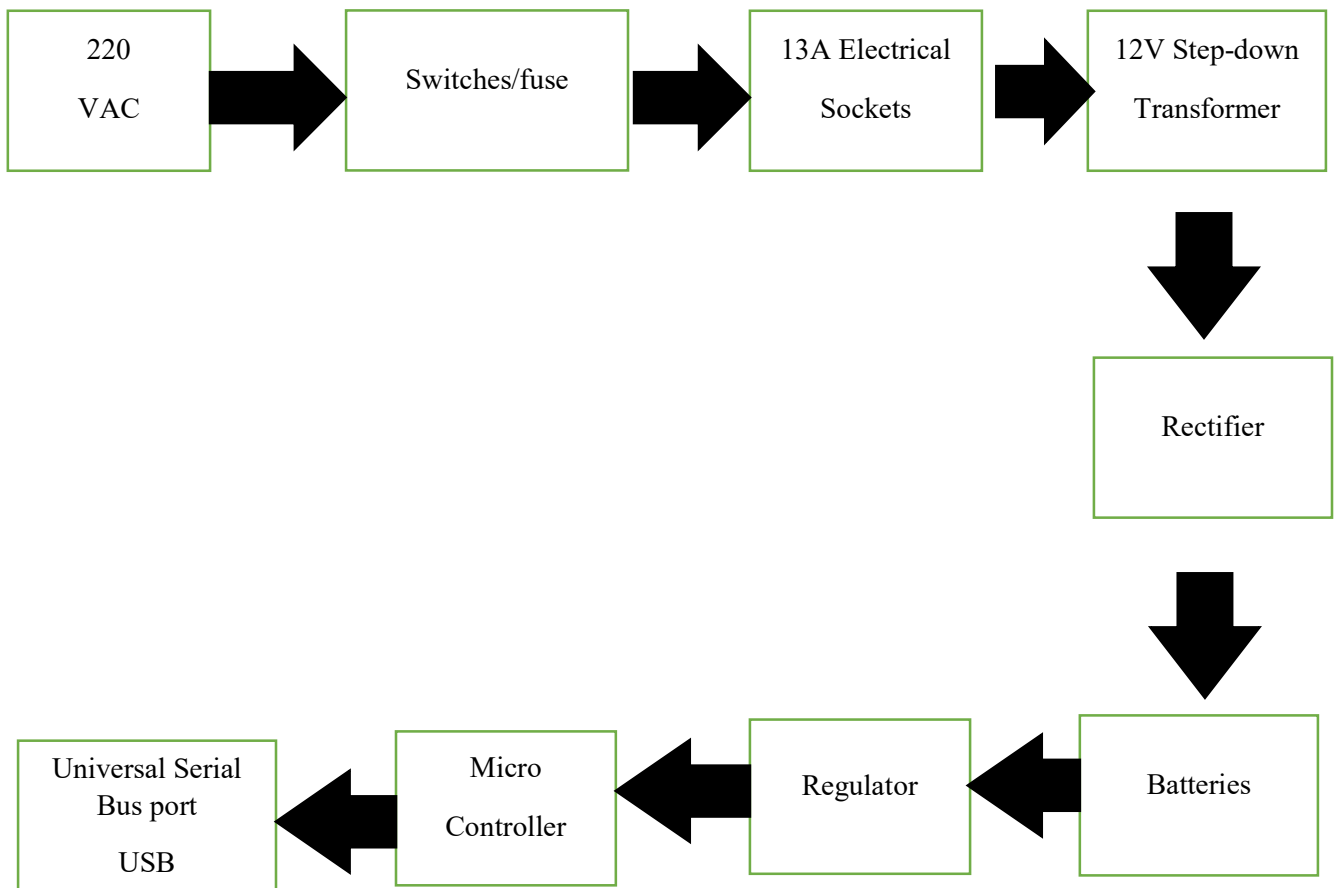 220
VAC
Switches/fuse
13A Electrical
Sockets
12V Step-down
Transformer
Rectifier
Batteries
Regulator
Micro
Controller
Universal Serial
Bus port
USB